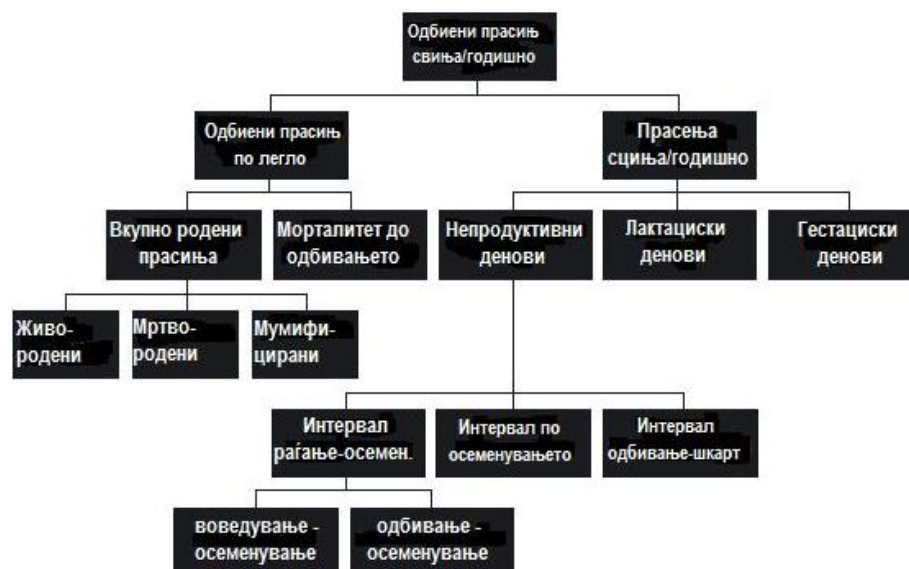 Одбиени прасињ
свиња/годишно
Одбиени прасињ
по легло
Прасења
сциња/годишно
Вкупно родени
прасиња
Морталитет до
одбивањето
Непродуктивни
денови
Лактациски
денови
Гестациски
денови
Живо-
родени
Мртво-
родени
Мумифи-
цирани
Интервал
раѓање-осемен.
Интервал по
осеменувањето
Интервал
одбивање-шкарт
воведување -
осеменување
одбивање -
осеменување